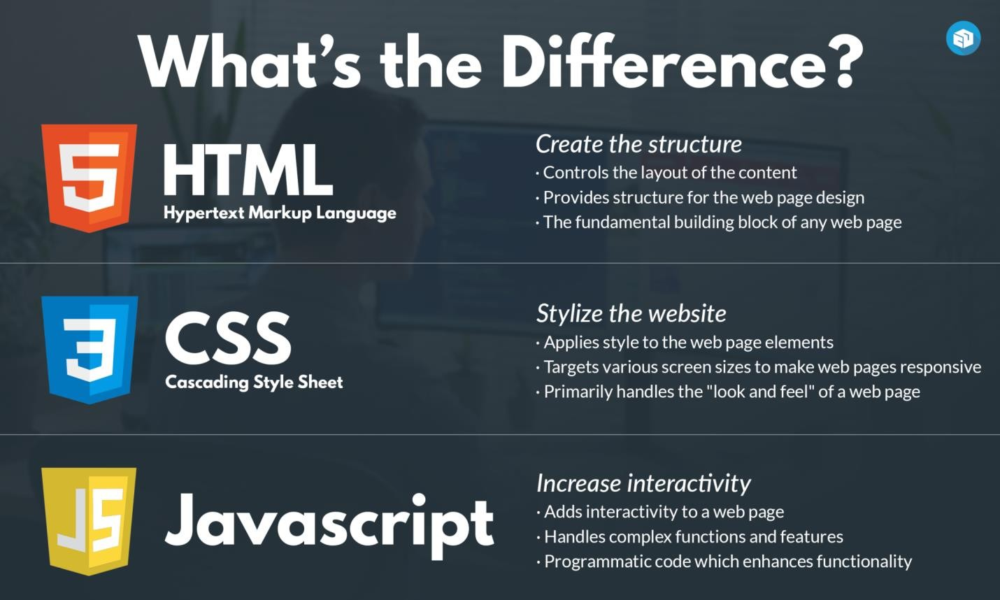 What's the Difference?
HTML
Hypertext Markup Language
Create the structure
· Controls the layout of the content
· Provides structure for the web page design
· The fundamental building block of any web page
CSS
Cascading Style Sheet
Stylize the website
· Applies style to the web page elements
· Targets various screen sizes to make web pages responsive
· Primarily handles the "look and feel" of a web page
JS
Javascript
Increase interactivity
· Adds interactivity to a web page
· Handles complex functions and features
· Programmatic code which enhances functionality